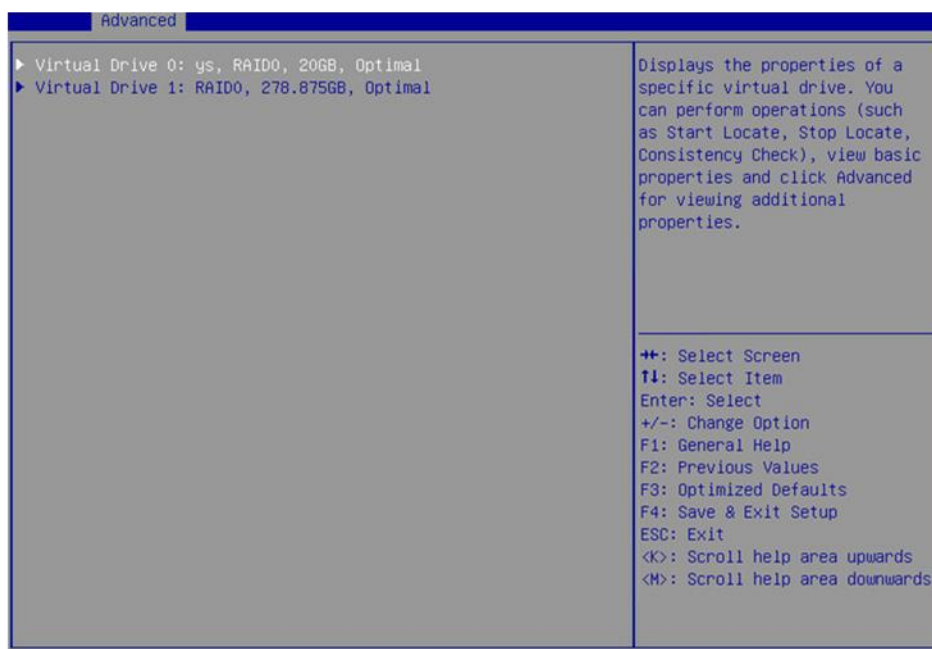 Advanced
Virtual Drive 0: ys, RAID0, 20GB, Optimal
Virtual Drive 1: RAID0, 278.875GB, Optimal
Displays the properties of a
specific virtual drive. You
can perform operations (such
as Start Locate, Stop Locate,
Consistency Check), view basic
properties and click Advanced
for viewing additional
properties.
→←: Select Screen
↑↓: Select Item
Enter: Select
+/-: Change Option
F1: General Help
F2: Previous Values
F3: Optimized Defaults
F4: Save & Exit Setup
ESC: Exit
<K>: Scroll help area upwards
<M>: Scroll help area downwards